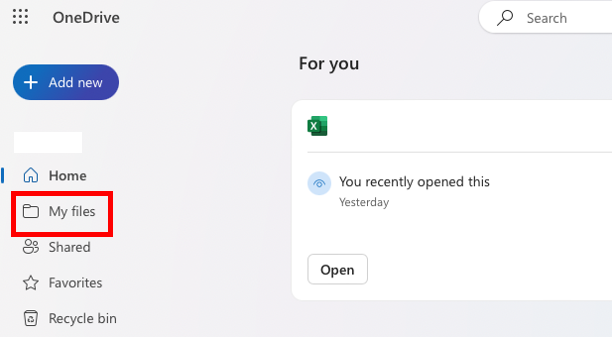 OneDrive
Search
Add new
Home
My files
Shared
Favorites
Recycle bin
For you
X
You recently opened this
Yesterday
Open